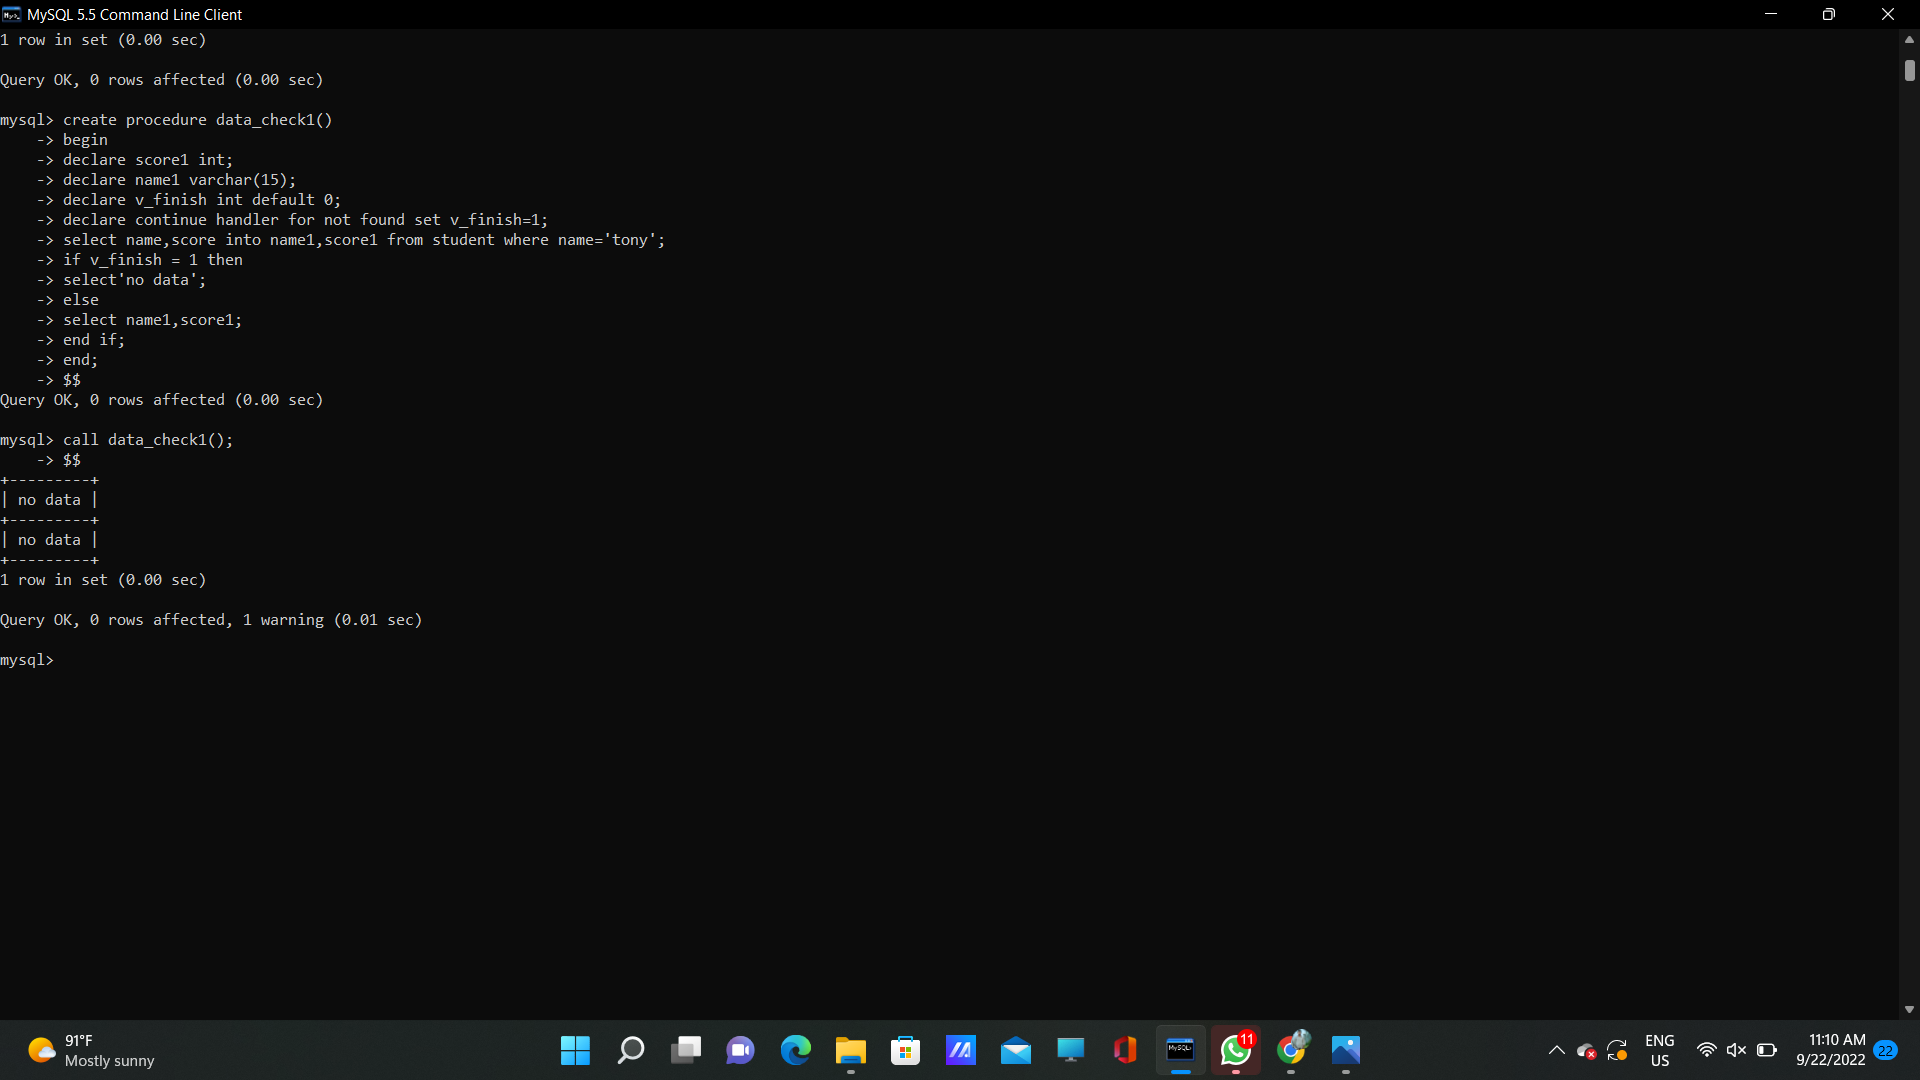 MySQL 5.5 Command Line Client
1 row in set (0.00 sec)
Query OK, 0 rows affected (0.00 sec)
mysql> create procedure data_check1()
    -> begin
    -> declare score1 int;
    -> declare name1 varchar(15);
    -> declare v_finish int default 0;
    -> declare continue handler for not found set v_finish=1;
    -> select name,score into name1,score1 from student where name='tony';
    -> if v_finish = 1 then
    -> select'no data';
    -> else
    -> select name1,score1;
    -> end if;
    -> end;
    -> $$
Query OK, 0 rows affected (0.00 sec)
mysql> call data_check1();
    -> $$
+---------+
| no data |
+---------+
| no data |
+---------+
1 row in set (0.00 sec)
Query OK, 0 rows affected, 1 warning (0.01 sec)
mysql>
91°F
Mostly sunny
MySQL
11
ENG
US
11:10 AM
9/22/2022
22